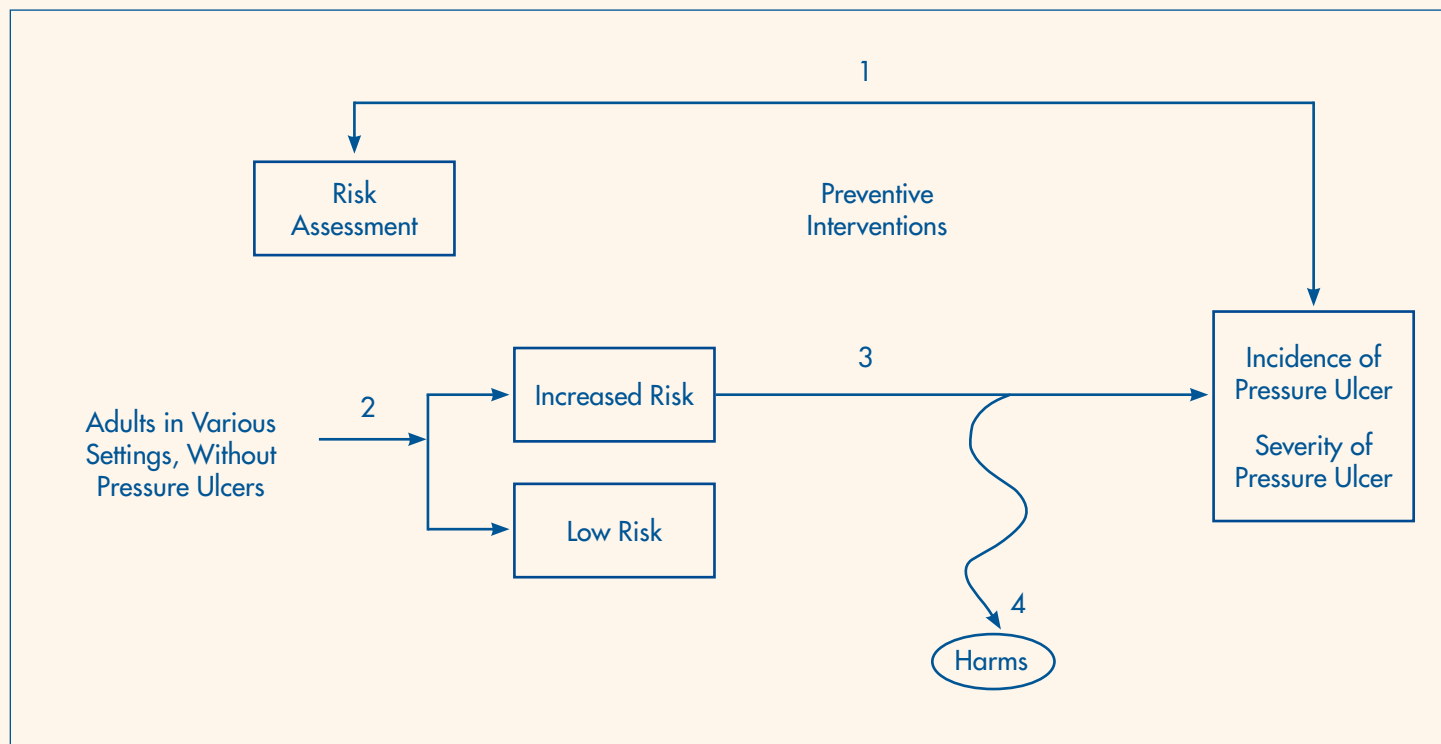 1
Risk
Assessment
Preventive
Interventions
Adults in Various
Settings, Without
Pressure Ulcers
2
Increased Risk
Low Risk
3
4
Harms
Incidence of
Pressure Ulcer
Severity of
Pressure Ulcer